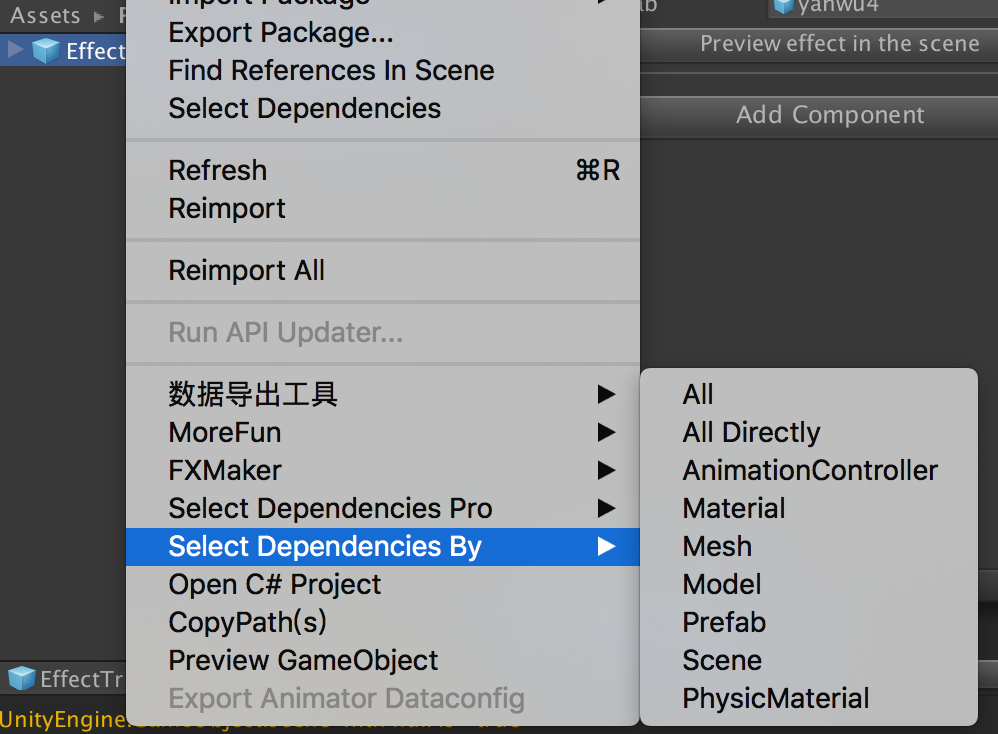 Assets
Import Package
yanwu4
Export Package...
Preview effect in the scene
Effect
Find References In Scene
Select Dependencies
Add Component
Refresh ⌘R
Reimport
Reimport All
Run API Updater...
数据导出工具
MoreFun
FXMaker
Select Dependencies Pro
Select Dependencies By
Open C# Project
CopyPath(s)
Preview GameObject
Export Animator Dataconfig
All
All Directly
AnimationController
Material
Mesh
Model
Prefab
Scene
PhysicMaterial
EffectTr
UnityEngine.